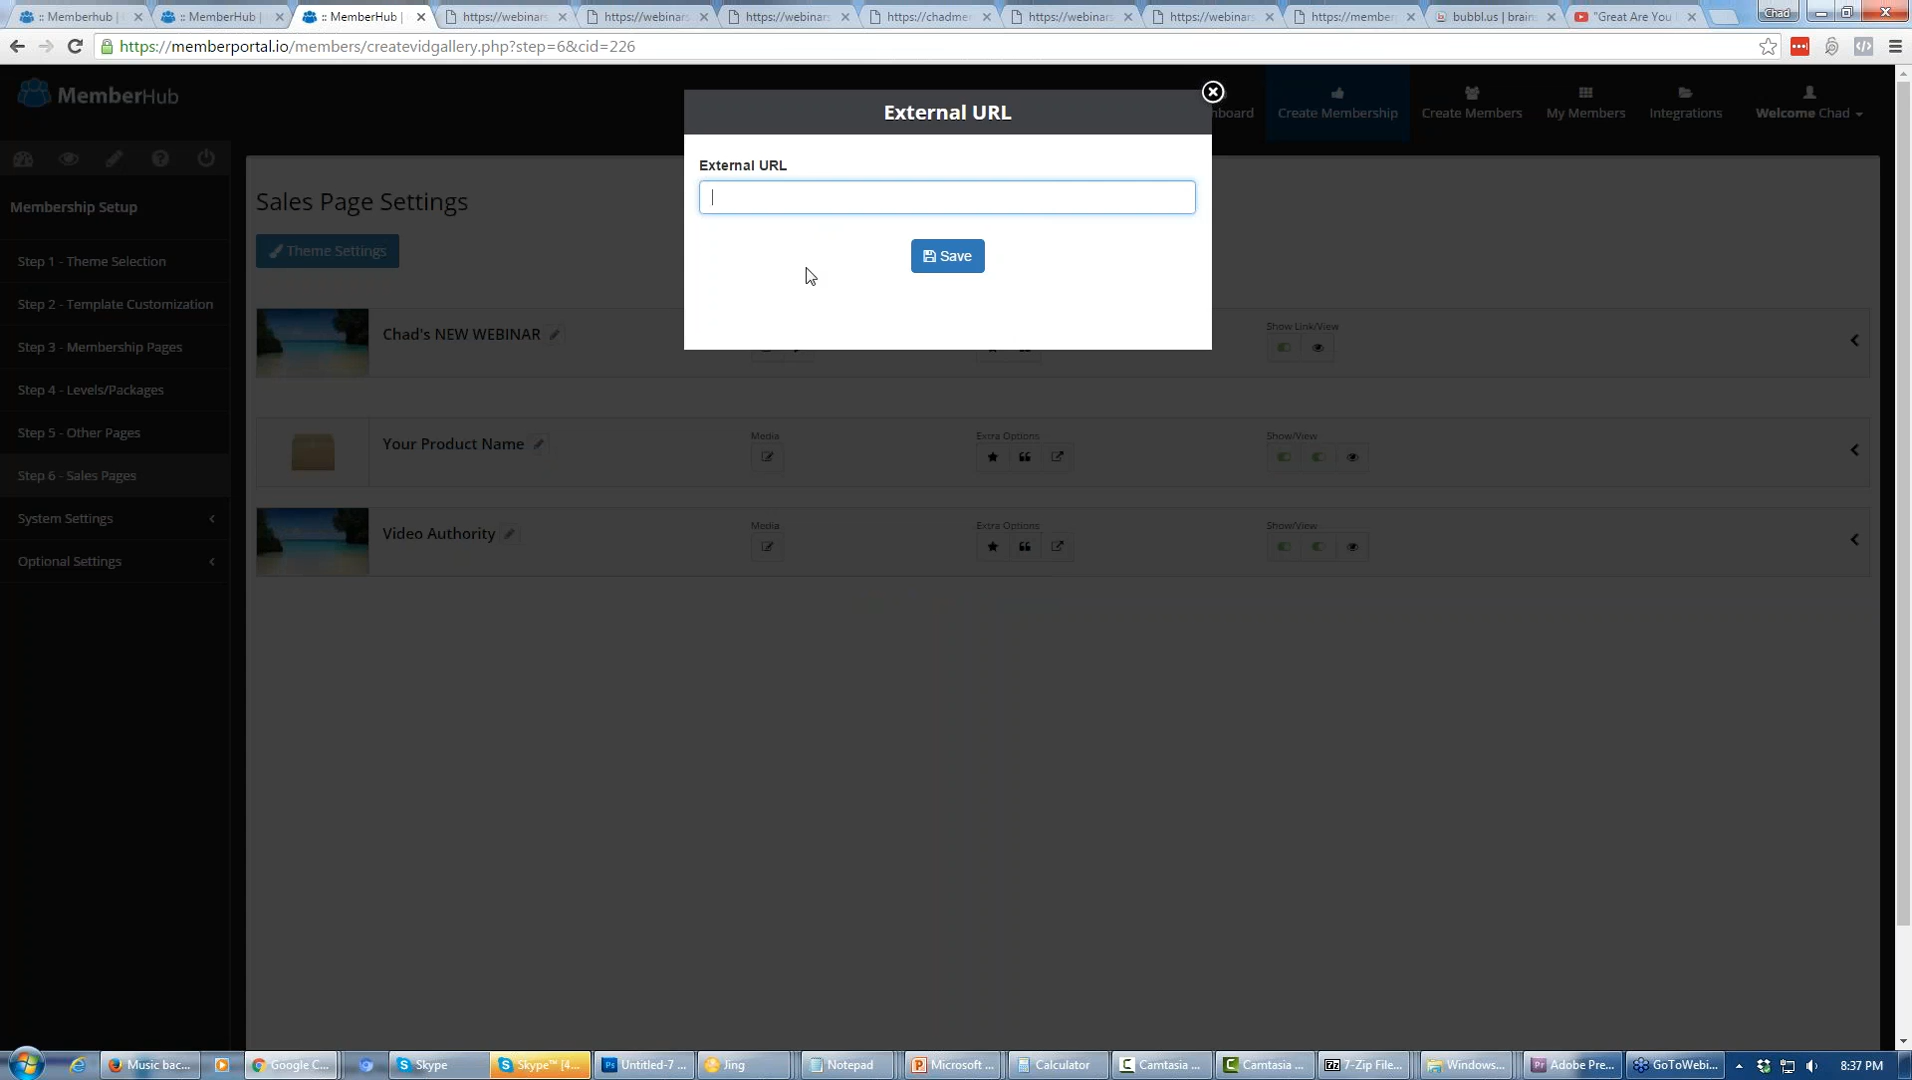 :: Memberhub |
:: MemberHub |
:: MemberHub |
https://webinars
https://webinars
https://webinars
https://chadme
https://webinars
https://webinars
https://member
bubbl.us | brain
"Great Are You
Chad
https://memberportal.io/members/createvidgallery.php?step=6&cid=226
MemberHub
Create Membership
Create Members
My Members
Integrations
Welcome Chad
External URL
External URL
Save
Membership Setup
Step 1 - Theme Selection
Step 2 - Template Customization
Step 3 - Membership Pages
Step 4 - Levels/Packages
Step 5 - Other Pages
Step 6 - Sales Pages
System Settings
Optional Settings
Sales Page Settings
Theme Settings
Chad's NEW WEBINAR
Show Link/View
Your Product Name
Media
Extra Options
Show/View
Video Authority
Media
Extra Options
Show/View
Music bac...
Google C...
Skype
Skype™ [4...
Untitled-7 ...
Jing
Notepad
Microsoft ...
Calculator
Camtasia ...
Camtasia ...
7-Zip File...
Windows...
Adobe Pre...
GoToWebi...
8:37 PM